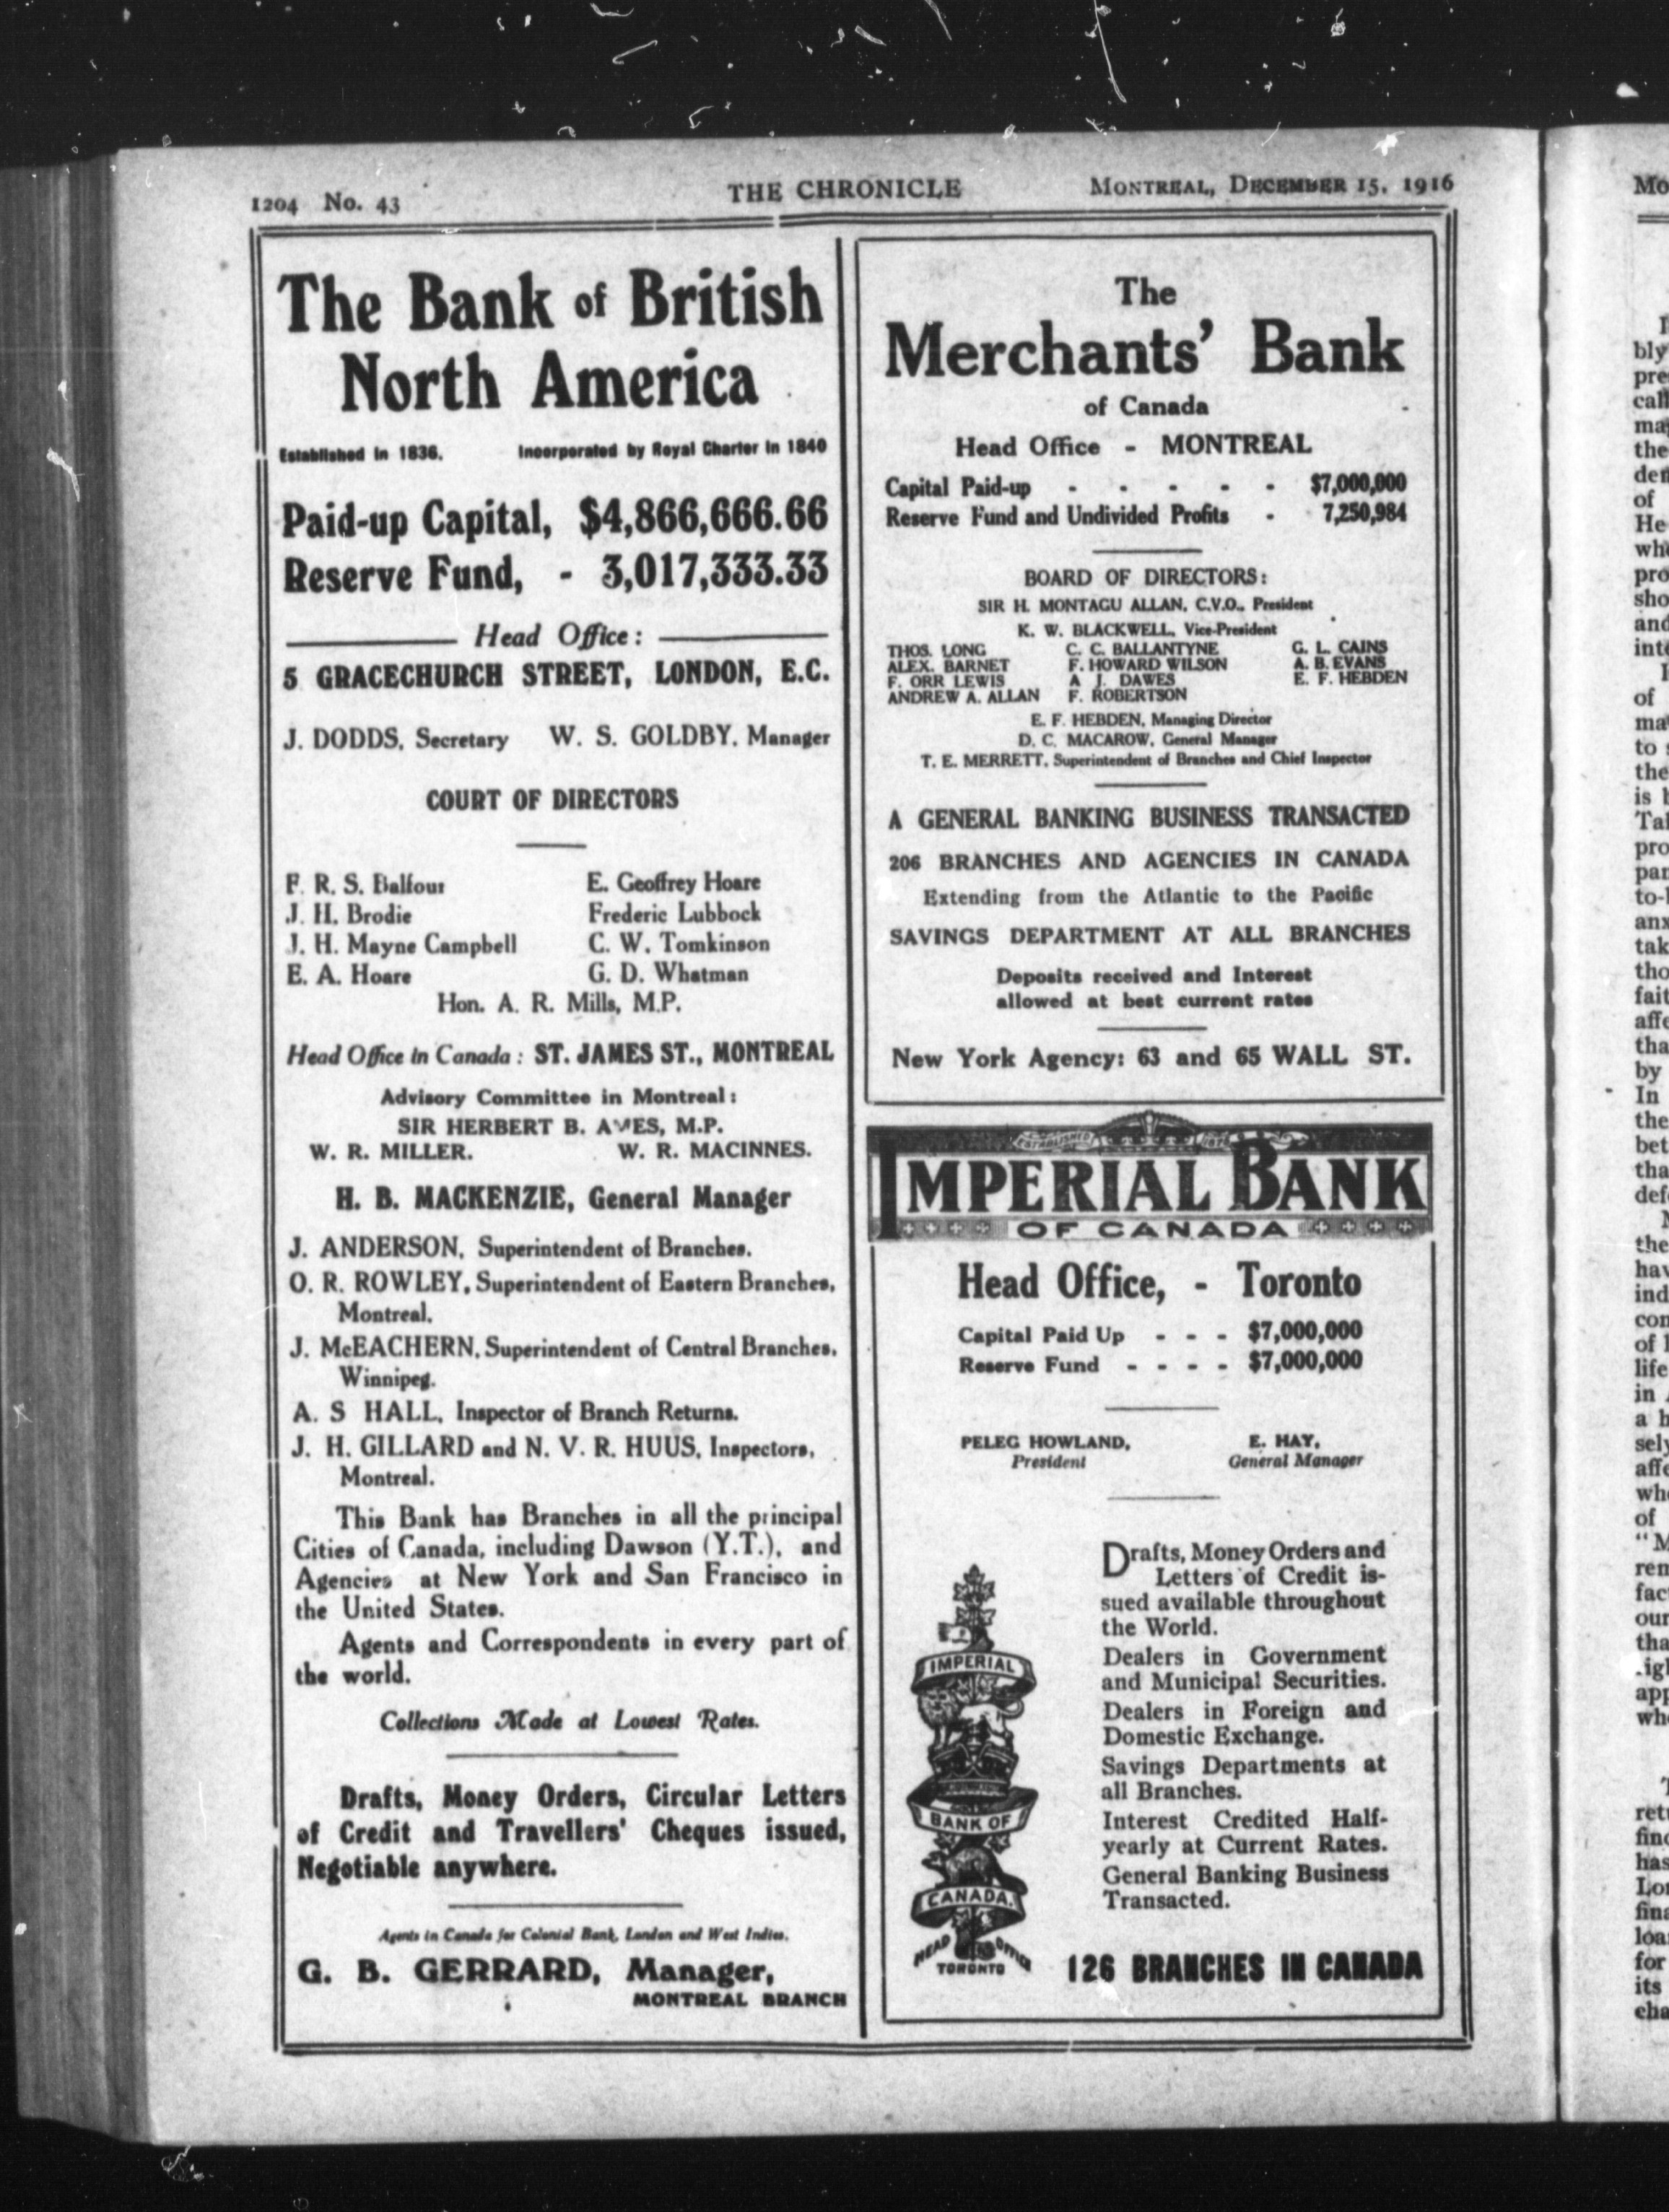 1204 No. 43
THE CHRONICLE
MONTREAL, DECEMBER 15, 1916
The Bank of British
North America
Established in 1836. Incorporated by Royal Charter in 1840
Paid-up Capital, $4,866,666.66
Reserve Fund, - 3,017,333.33
Head Office:
5 GRACECHURCH STREET, LONDON, E.C.
J. DODDS, Secretary W. S. GOLDBY, Manager
COURT OF DIRECTORS
F. R. S. Balfour E. Geoffrey Hoare
J. H. Brodie Frederic Lubbock
J. H. Mayne Campbell C. W. Tomkinson
E. A. Hoare G. D. Whatman
Hon. A. R. Mills, M.P.
Head Office in Canada: ST. JAMES ST., MONTREAL
Advisory Committee in Montreal:
SIR HERBERT B. AMES, M.P.
W. R. MILLER. W. R. MACINNES.
H. B. MACKENZIE, General Manager
J. ANDERSON, Superintendent of Branches.
O. R. ROWLEY, Superintendent of Eastern Branches,
Montreal.
J. McEACHERN, Superintendent of Central Branches,
Winnipeg.
A. S HALL, Inspector of Branch Returns.
J. H. GILLARD and N. V. R. HUUS, Inspectors,
Montreal.
This Bank has Branches in all the principal
Cities of Canada, including Dawson (Y.T.), and
Agencies at New York and San Francisco in
the United States.
Agents and Correspondents in every part of
the world.
Collections Made at Lowest Rates.
Drafts, Money Orders, Circular Letters
of Credit and Travellers' Cheques issued,
Negotiable anywhere.
Agents in Canada for Colonial Bank, London and West Indies.
G. B. GERRARD, Manager,
MONTREAL BRANCH
The
Merchants' Bank
of Canada
Head Office - MONTREAL
Capital Paid-up - - - - - $7,000,000
Reserve Fund and Undivided Profits - 7,250,984
BOARD OF DIRECTORS:
SIR H. MONTAGU ALLAN, C.V.O., President
K. W. BLACKWELL, Vice-President
THOS. LONG C. C. BALLANTYNE G. L. CAINS
ALEX. BARNET F. HOWARD WILSON A. B. EVANS
F. ORR LEWIS A J. DAWES E. F. HEBDEN
ANDREW A. ALLAN F. ROBERTSON
E. F. HEBDEN, Managing Director
D. C. MACAROW, General Manager
T. E. MERRETT, Superintendent of Branches and Chief Inspector
A GENERAL BANKING BUSINESS TRANSACTED
206 BRANCHES AND AGENCIES IN CANADA
Extending from the Atlantic to the Pacific
SAVINGS DEPARTMENT AT ALL BRANCHES
Deposits received and Interest
allowed at best current rates
New York Agency: 63 and 65 WALL ST.
ESTABLISHED
IMPERIAL BANK
OF CANADA
Head Office, - Toronto
Capital Paid Up - - - $7,000,000
Reserve Fund - - - - $7,000,000
PELEG HOWLAND, E. HAY,
President General Manager
Drafts, Money Orders and
Letters of Credit is-
sued available throughout
the World.
Dealers in Government
and Municipal Securities.
Dealers in Foreign and
Domestic Exchange.
Savings Departments at
all Branches.
Interest Credited Half-
yearly at Current Rates.
General Banking Business
Transacted.
IMPERIAL
BANK OF
CANADA.
HEAD OFFICE
TORONTO
126 BRANCHES IN CANADA